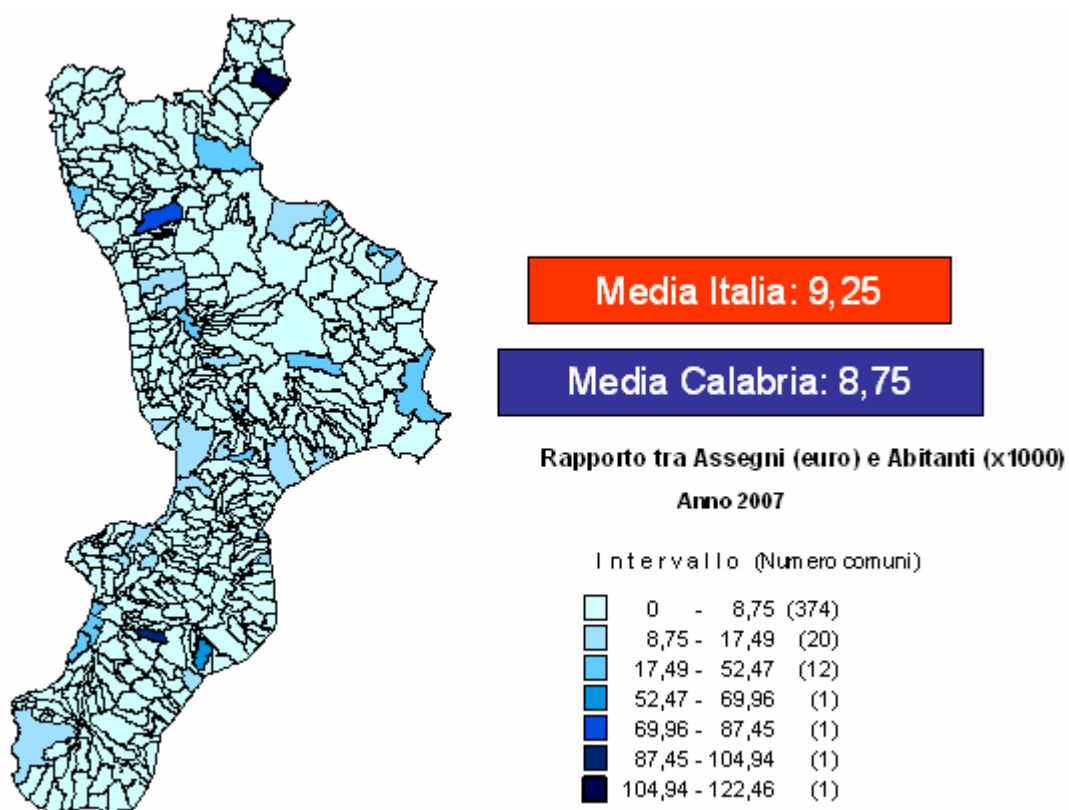 Media Italia: 9,25
Media Calabria: 8,75
Rapporto tra Assegni (euro) e Abitanti (x1000)
Anno 2007
Intervallo (Numero comuni)
0 - 8,75 (374)
8,75 - 17,49 (20)
17,49 - 52,47 (12)
52,47 - 69,96 (1)
69,96 - 87,45 (1)
87,45 - 104,94 (1)
104,94 - 122,46 (1)